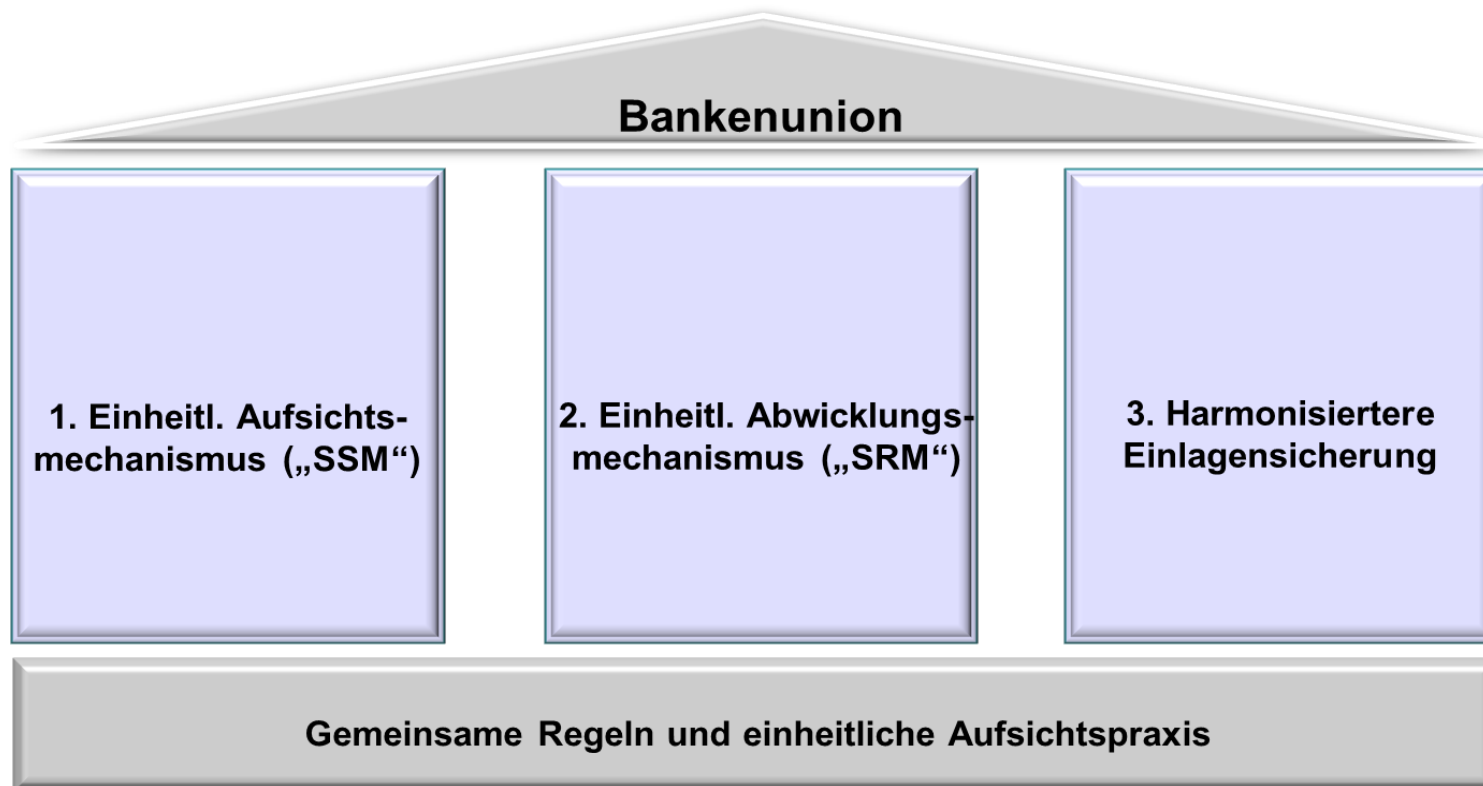 Bankenunion
1. Einheitl. Aufsichts-
mechanismus („SSM“)
2. Einheitl. Abwicklungs-
mechanismus („SRM“)
3. Harmonisiertere
Einlagensicherung
Gemeinsame Regeln und einheitliche Aufsichtspraxis